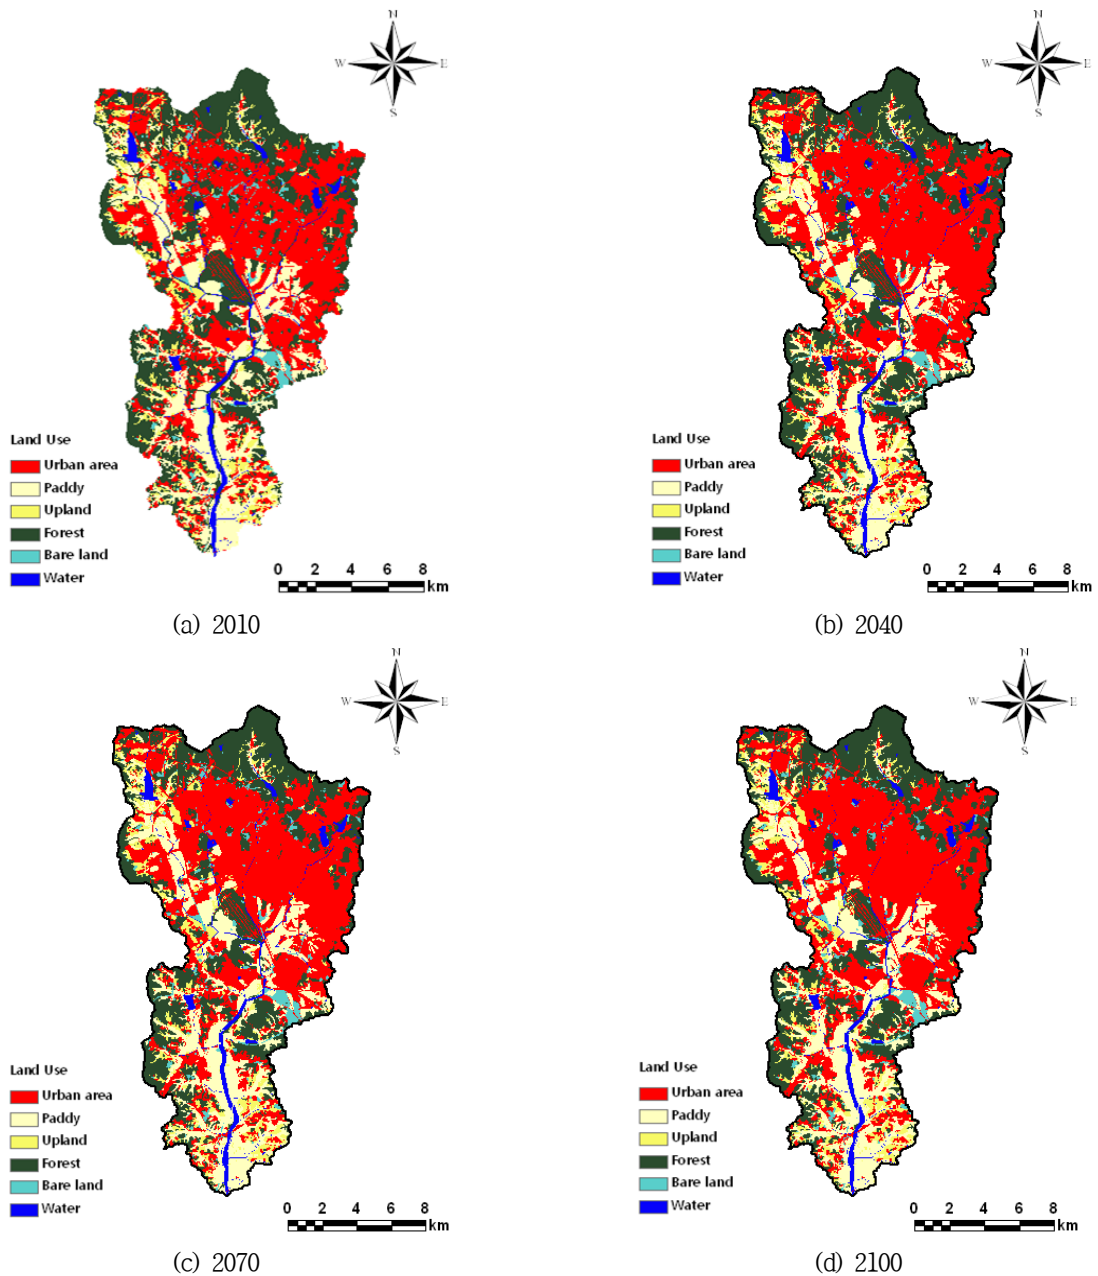 N
W E
S
Land Use
Urban area
Paddy
Upland
Forest
Bare land
Water
0 2 4 6 8
km
(a) 2010
N
W E
S
Land Use
Urban area
Paddy
Upland
Forest
Bare land
Water
0 2 4 6 8
km
(b) 2040
N
W E
S
Land Use
Urban area
Paddy
Upland
Forest
Bare land
Water
0 2 4 6 8
km
(c) 2070
N
W E
S
Land Use
Urban area
Paddy
Upland
Forest
Bare land
Water
0 2 4 6 8
km
(d) 2100